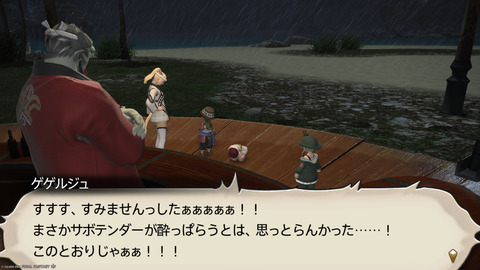 ゲゲルジュ
すすす、すみませんっしたぁぁぁぁぁ！！
まさかサボテンダーが酔っぱらうとは、思っとらんかった……！
このとおりじゃぁぁ！！！